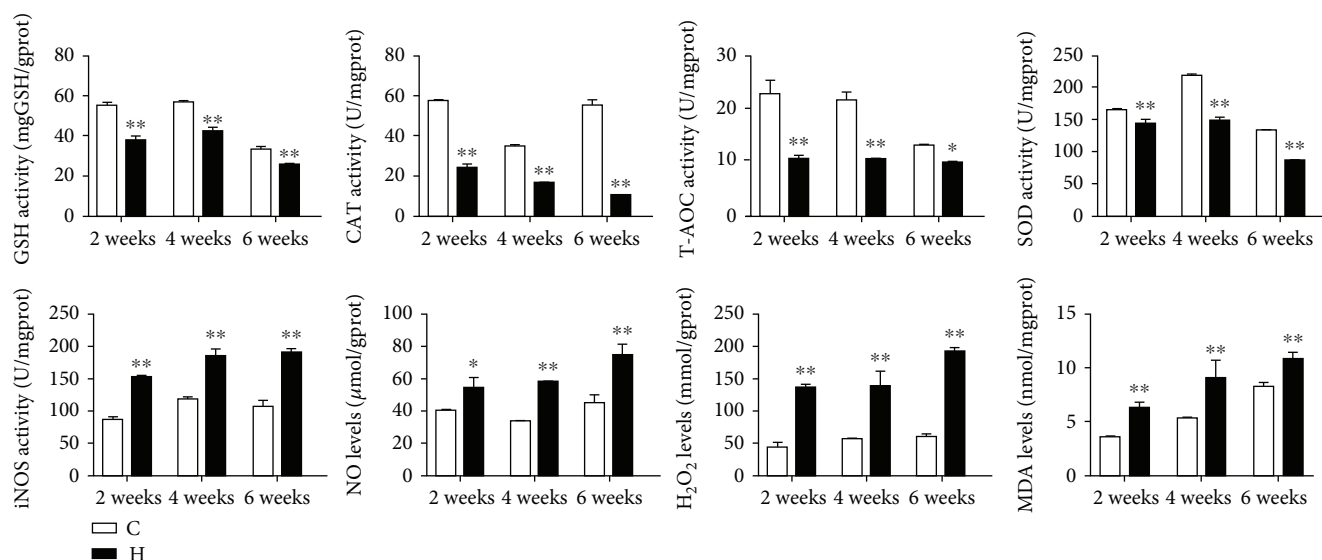 GSH activity (mgGSH/gprot)
80
60
40
20
0
** ** **
2 weeks 4 weeks 6 weeks
CAT activity (U/mgprot)
80
60
40
20
0
** ** **
2 weeks 4 weeks 6 weeks
T-AOC activity (U/mgprot)
30
20
10
0
** ** *
2 weeks 4 weeks 6 weeks
SOD activity (U/mgprot)
250
200
150
100
50
0
** ** **
2 weeks 4 weeks 6 weeks
iNOS activity (U/mgprot)
250
200
150
100
50
0
** ** **
2 weeks 4 weeks 6 weeks
NO levels (μmol/gprot)
100
80
60
40
20
0
* ** **
2 weeks 4 weeks 6 weeks
H₂O₂ levels (mmol/gprot)
250
200
150
100
50
0
** ** **
2 weeks 4 weeks 6 weeks
MDA levels (nmol/mgprot)
15
10
5
0
** ** **
2 weeks 4 weeks 6 weeks
C
H